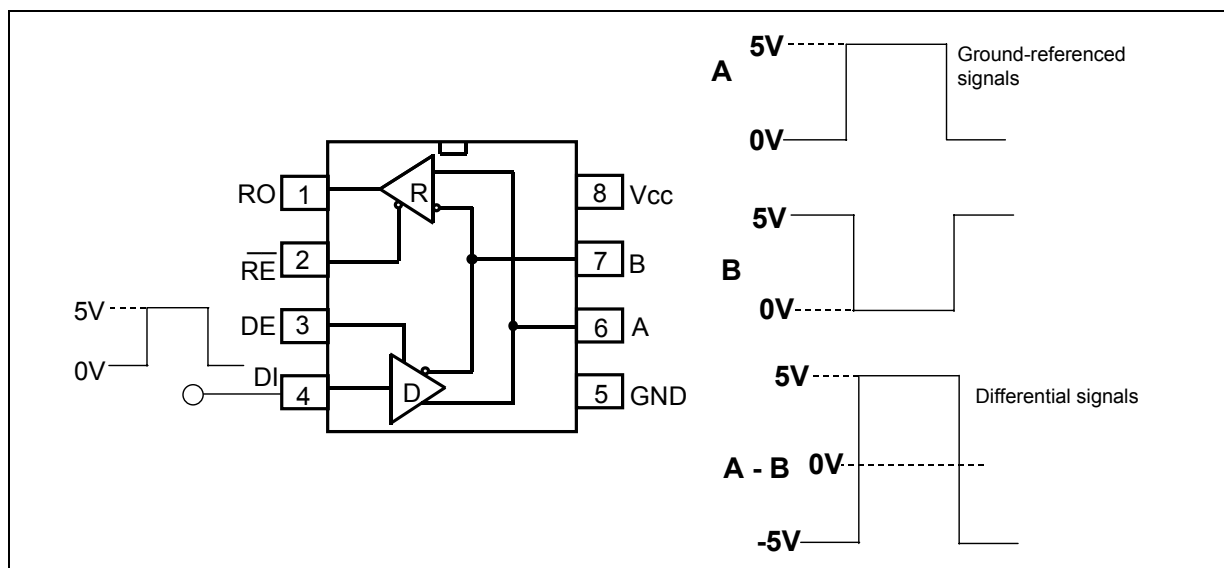 RO 1
RE 2
DE 3
DI 4
R
D
8 Vcc
7 B
6 A
5 GND
5V
0V
A
5V
0V
Ground-referenced
signals
B
5V
0V
A - B
5V
0V
-5V
Differential signals